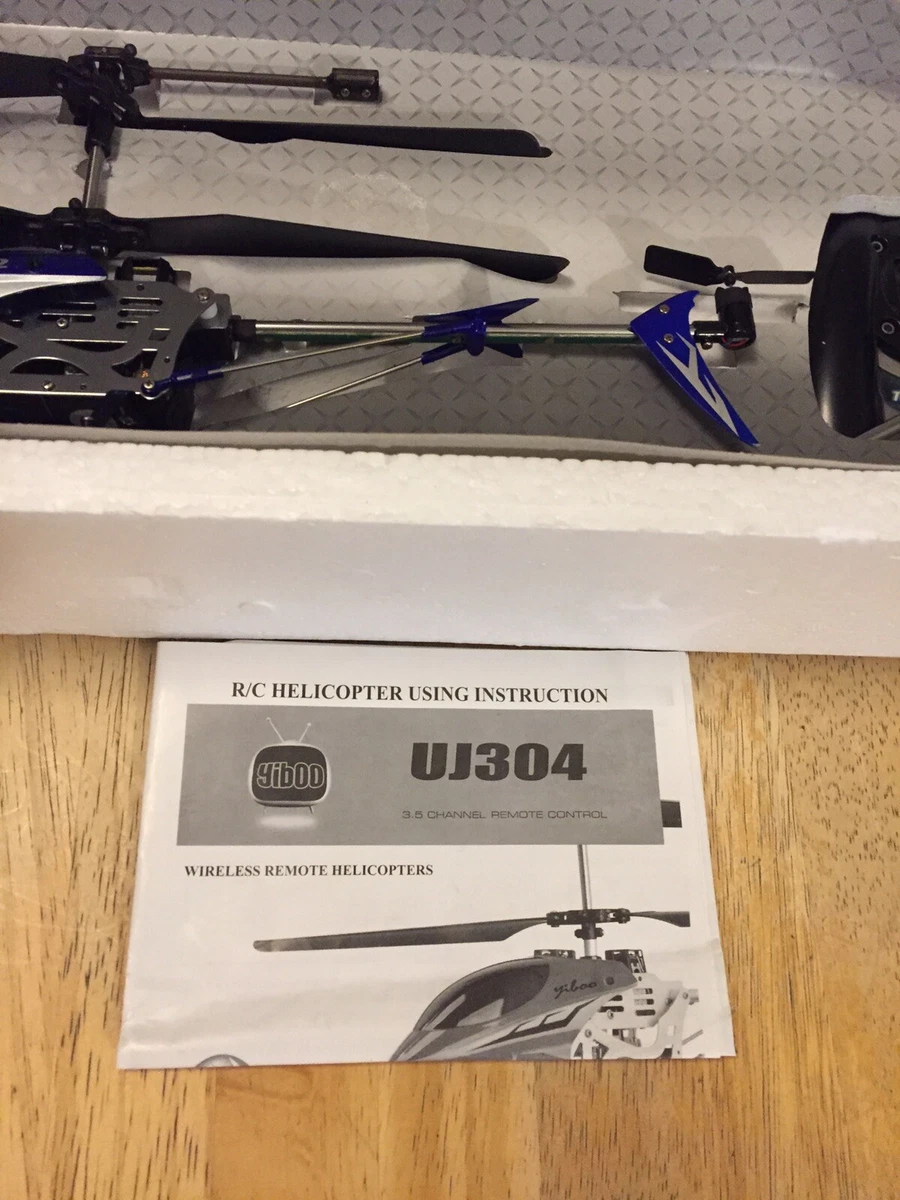 R/C HELICOPTER USING INSTRUCTION
yiboo
UJ304
3.5 CHANNEL REMOTE CONTROL
WIRELESS REMOTE HELICOPTERS
yiboo